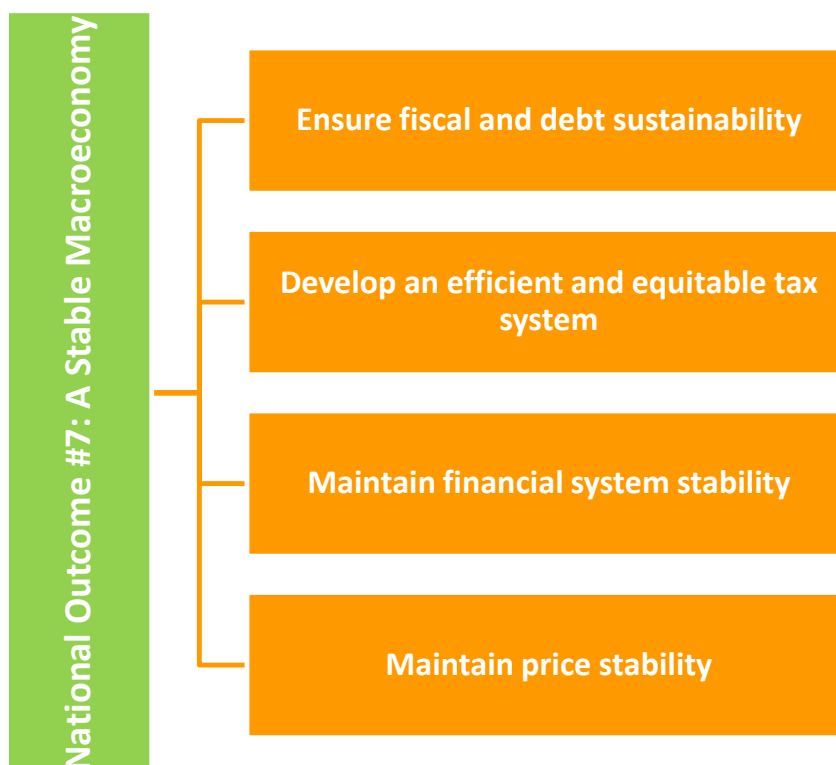 National Outcome #7: A Stable Macroeconomy
Ensure fiscal and debt sustainability
Develop an efficient and equitable tax
system
Maintain financial system stability
Maintain price stability